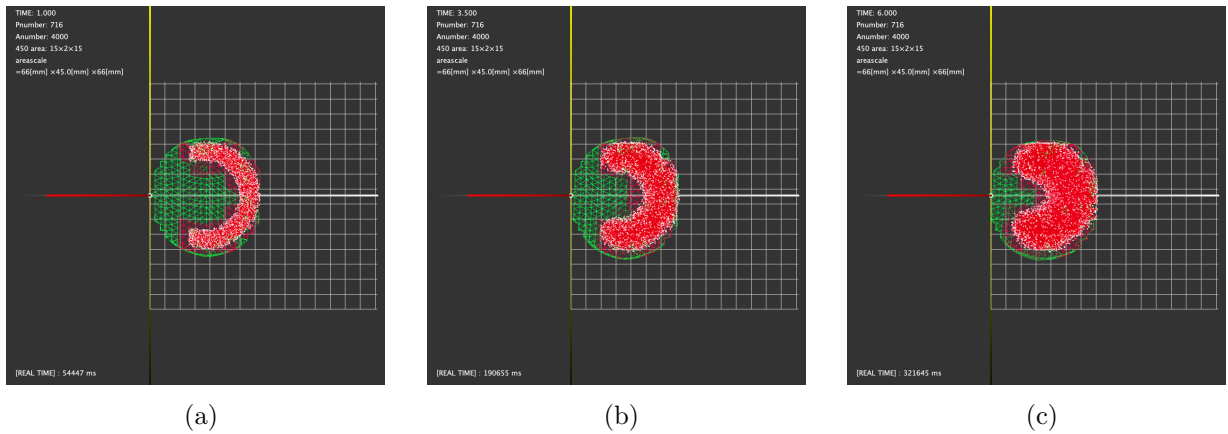 TIME: 1.000
Pnumber: 716
Anumber: 4000
450 area: 15×2×15
areascale
=66[mm] ×45.0[mm] ×66[mm]
[REAL TIME] : 54447 ms
(a)
TIME: 3.500
Pnumber: 716
Anumber: 4000
450 area: 15×2×15
areascale
=66[mm] ×45.0[mm] ×66[mm]
[REAL TIME] : 190655 ms
(b)
TIME: 6.000
Pnumber: 716
Anumber: 4000
450 area: 15×2×15
areascale
=66[mm] ×45.0[mm] ×66[mm]
[REAL TIME] : 321645 ms
(c)